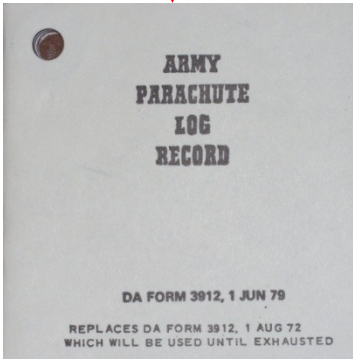 ARMY
PARACHUTE
LOG
RECORD
DA FORM 3912, 1 JUN 79
REPLACES DA FORM 3912, 1 AUG 72
WHICH WILL BE USED UNTIL EXHAUSTED